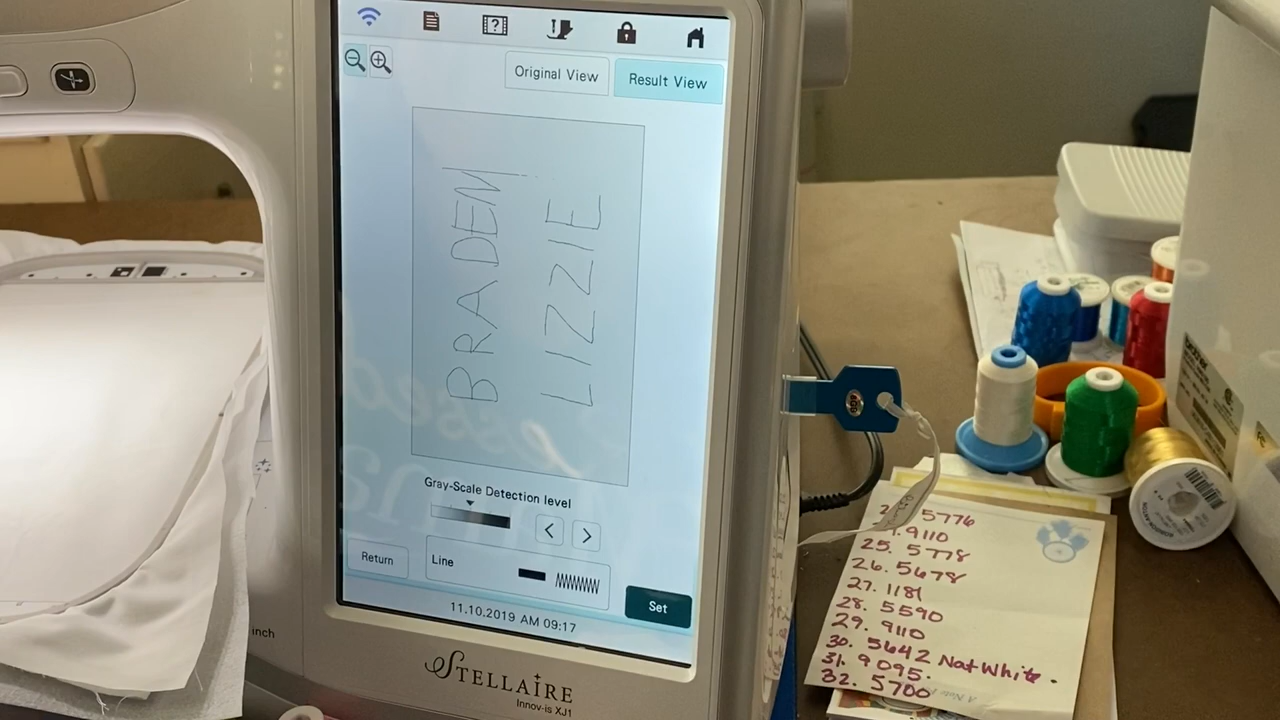 Original View
Result View
BRADEN
LIZZIE
Gray-Scale Detection level
Return
Line
Set
11.10.2019 AM 09:17
STELLAIRE
Innov-is XJ1
inch
5776
9110
25. 5778
26. 5678
27. 1181
28. 5590
29. 9110
30. 5642 Nat White.
31. 9095.
32. 5700